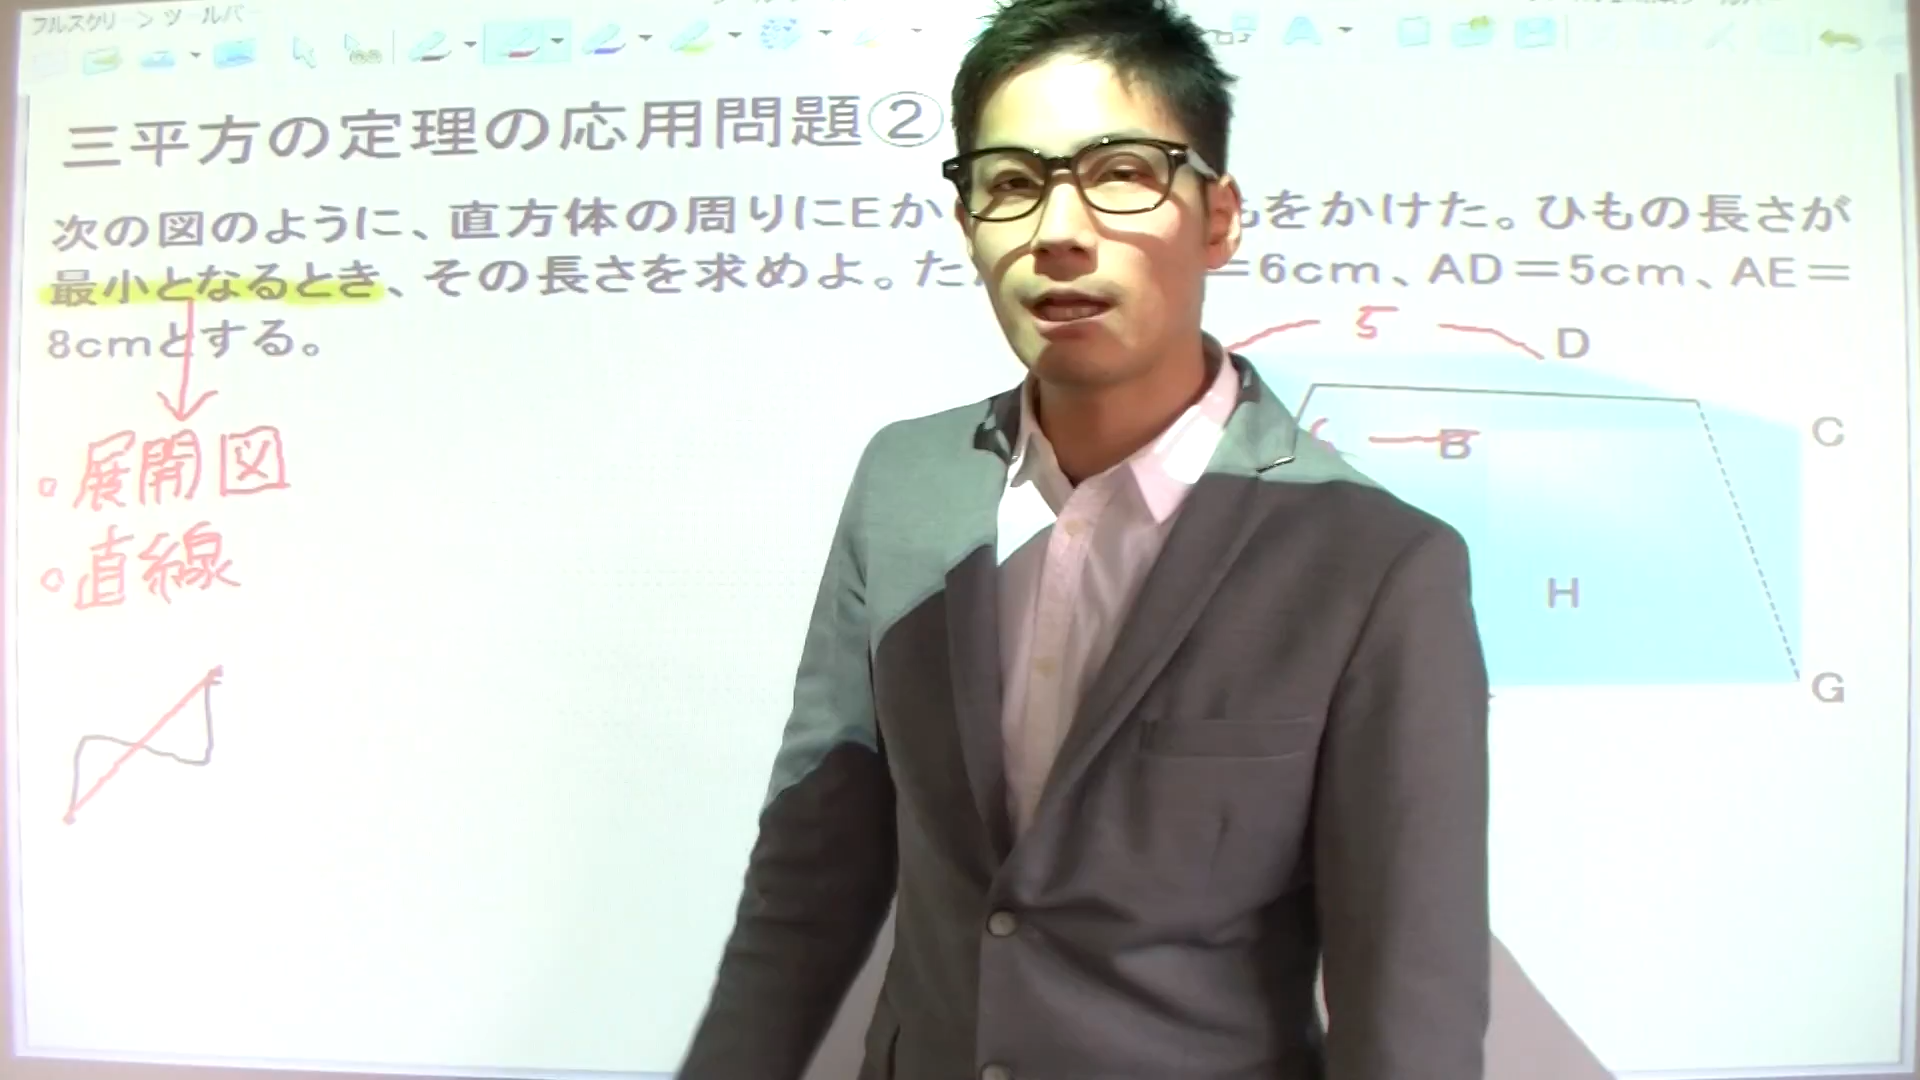 フルスクリーン ツールバー
三平方の定理の応用問題②
次の図のように、直方体の周りにEか もをかけた。ひもの長さが
最小となるとき、その長さを求めよ。た =6cm、AD=5cm、AE=
8cmとする。
5
D
C
B
H
G
・展開図
・直線